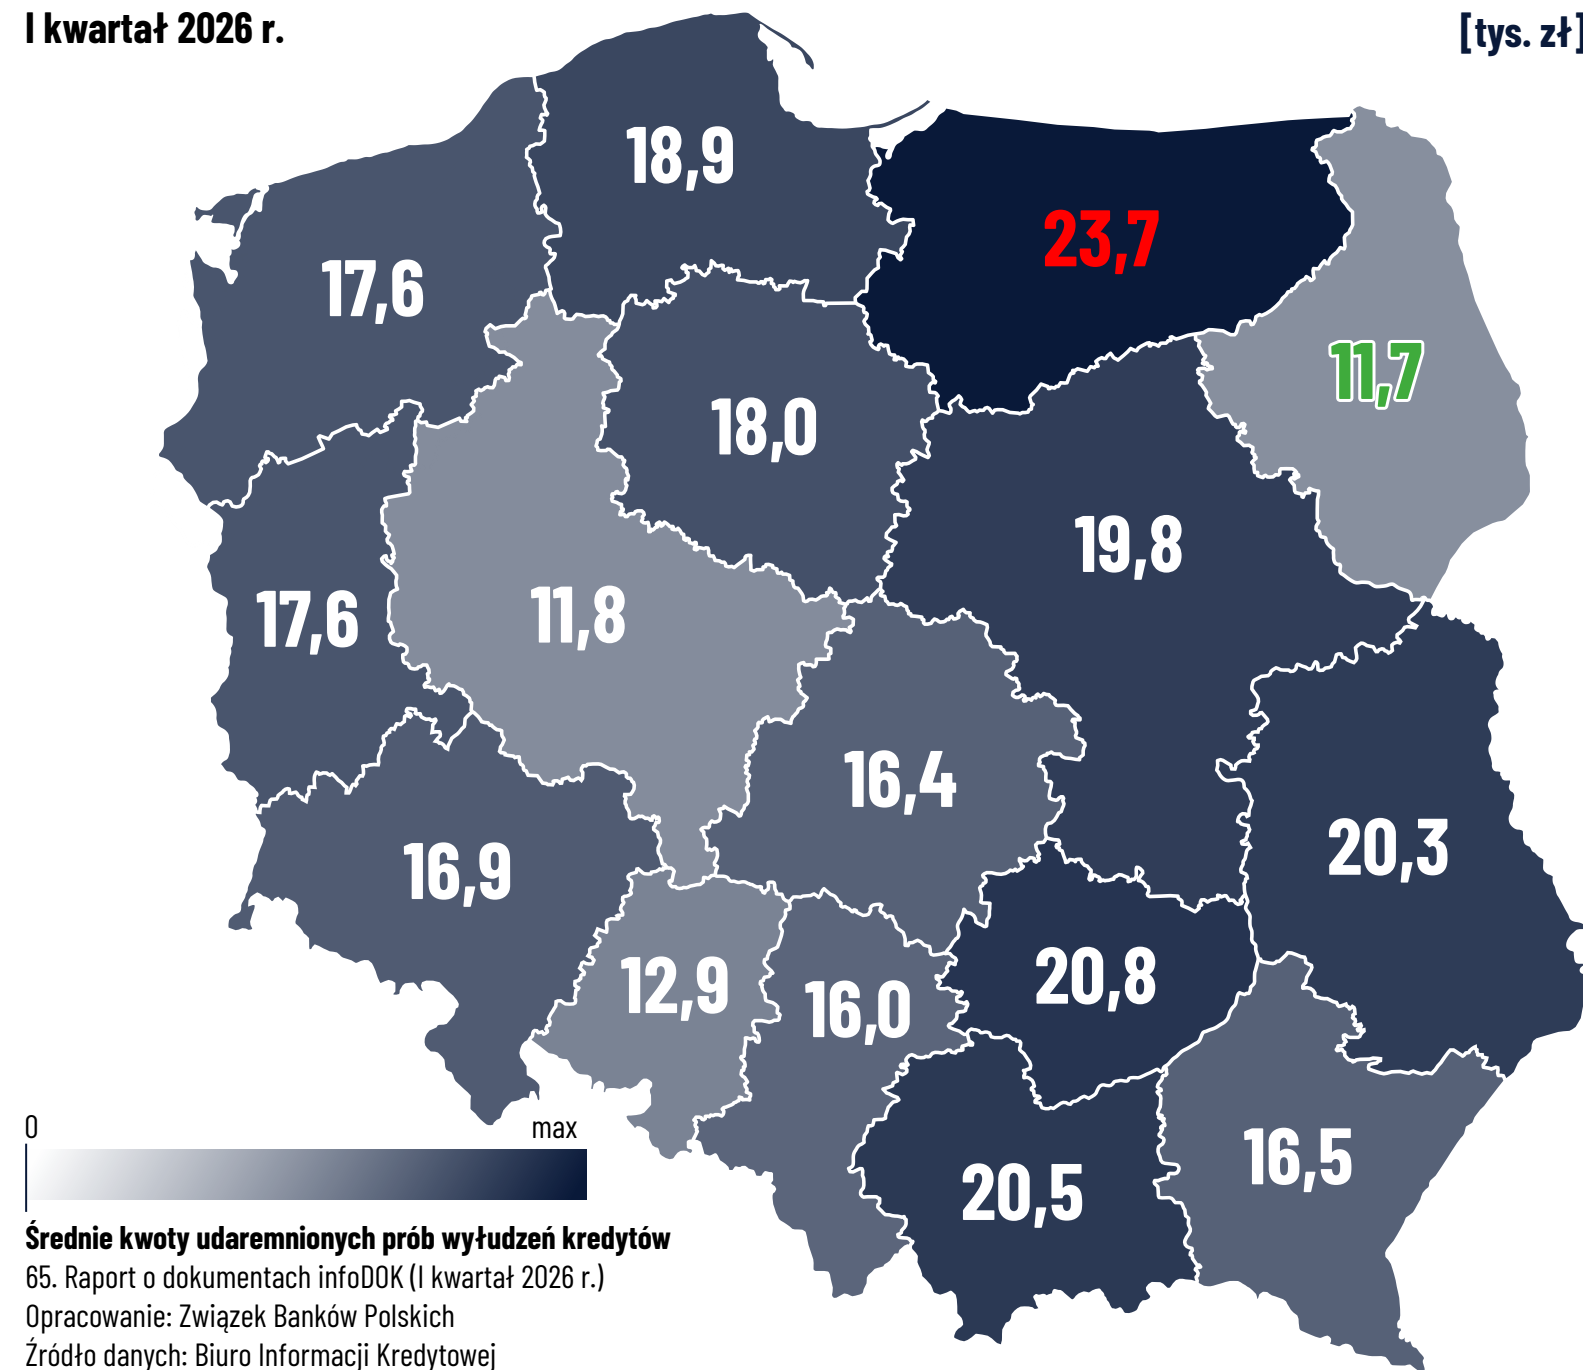 I kwartał 2026 r.
[tys. zł]
18,9
23,7
17,6
11,7
18,0
19,8
17,6
11,8
16,4
20,3
16,9
20,8
12,9
16,0
16,5
20,5
0 max
Średnie kwoty udaremnionych prób wyłudzeń kredytów
65. Raport o dokumentach infoDOK (I kwartał 2026 r.)
Opracowanie: Związek Banków Polskich
Źródło danych: Biuro Informacji Kredytowej